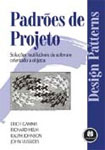 Padrões
de Projeto
Soluções reutilizáveis de software
orientado a objetos
Design Patterns
ERICH GAMMA
RICHARD HELM
RALPH JOHNSON
JOHN VLISSIDES